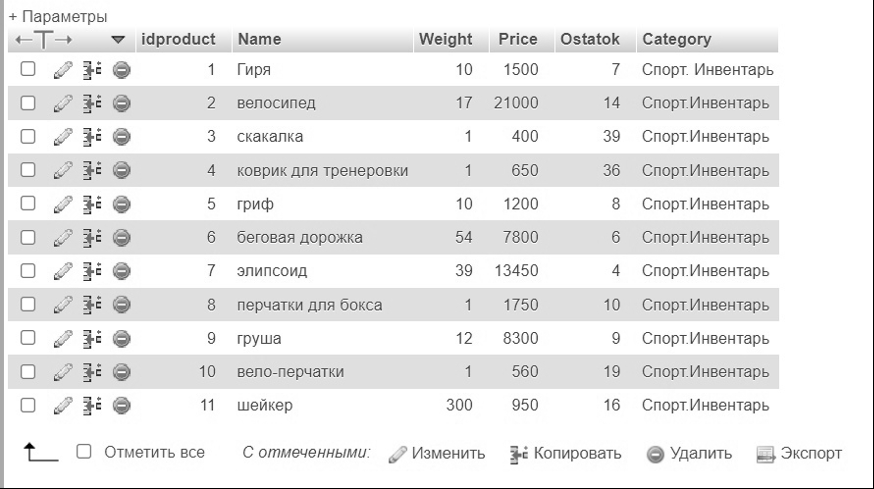 + Параметры
←T→ idproduct Name Weight Price Ostatok Category
1 Гиря 10 1500 7 Спорт. Инвентарь
2 велосипед 17 21000 14 Спорт.Инвентарь
3 скакалка 1 400 39 Спорт.Инвентарь
4 коврик для тренеровки 1 650 36 Спорт.Инвентарь
5 гриф 10 1200 8 Спорт.Инвентарь
6 беговая дорожка 54 7800 6 Спорт.Инвентарь
7 элипсоид 39 13450 4 Спорт.Инвентарь
8 перчатки для бокса 1 1750 10 Спорт.Инвентарь
9 груша 12 8300 9 Спорт.Инвентарь
10 вело-перчатки 1 560 19 Спорт.Инвентарь
11 шейкер 300 950 16 Спорт.Инвентарь
Отметить все С отмеченными: Изменить Копировать Удалить Экспорт